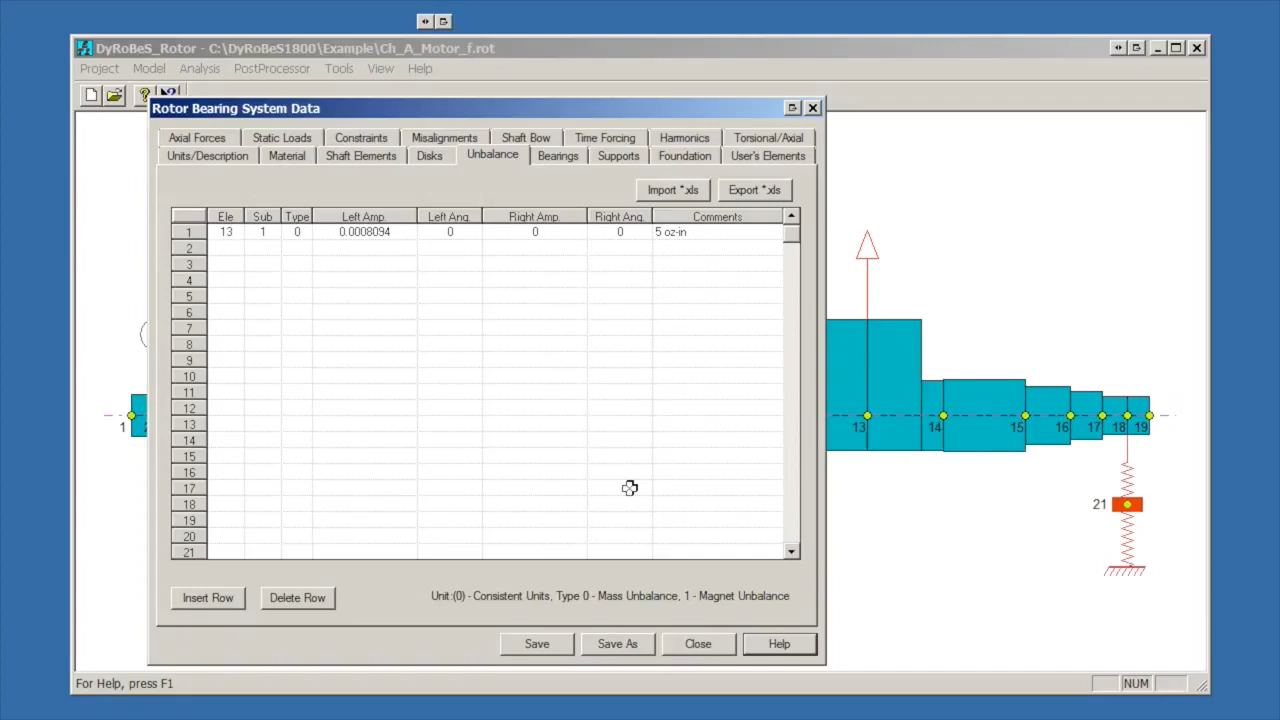 DyRoBeS_Rotor - C:\DyRoBeS1800\Example\Ch_A_Motor_f.rot
Project Model Analysis PostProcessor Tools View Help
Rotor Bearing System Data
Axial Forces Static Loads Constraints Misalignments Shaft Bow Time Forcing Harmonics Torsional/Axial
Units/Description Material Shaft Elements Disks Unbalance Bearings Supports Foundation User's Elements
Import *.xls Export *.xls
Ele Sub Type Left Amp. Left Ang. Right Amp. Right Ang. Comments
1 13 1 0 0.0008094 0 0 0 5 oz-in
2
3
4
5
6
7
8
9
10
11
12
13
14
15
16
17
18
19
20
21
Insert Row Delete Row Unit:(0) - Consistent Units, Type 0 - Mass Unbalance, 1 - Magnet Unbalance
Save Save As Close Help
1 13 14 15 16 17 18 19
21
For Help, press F1 NUM